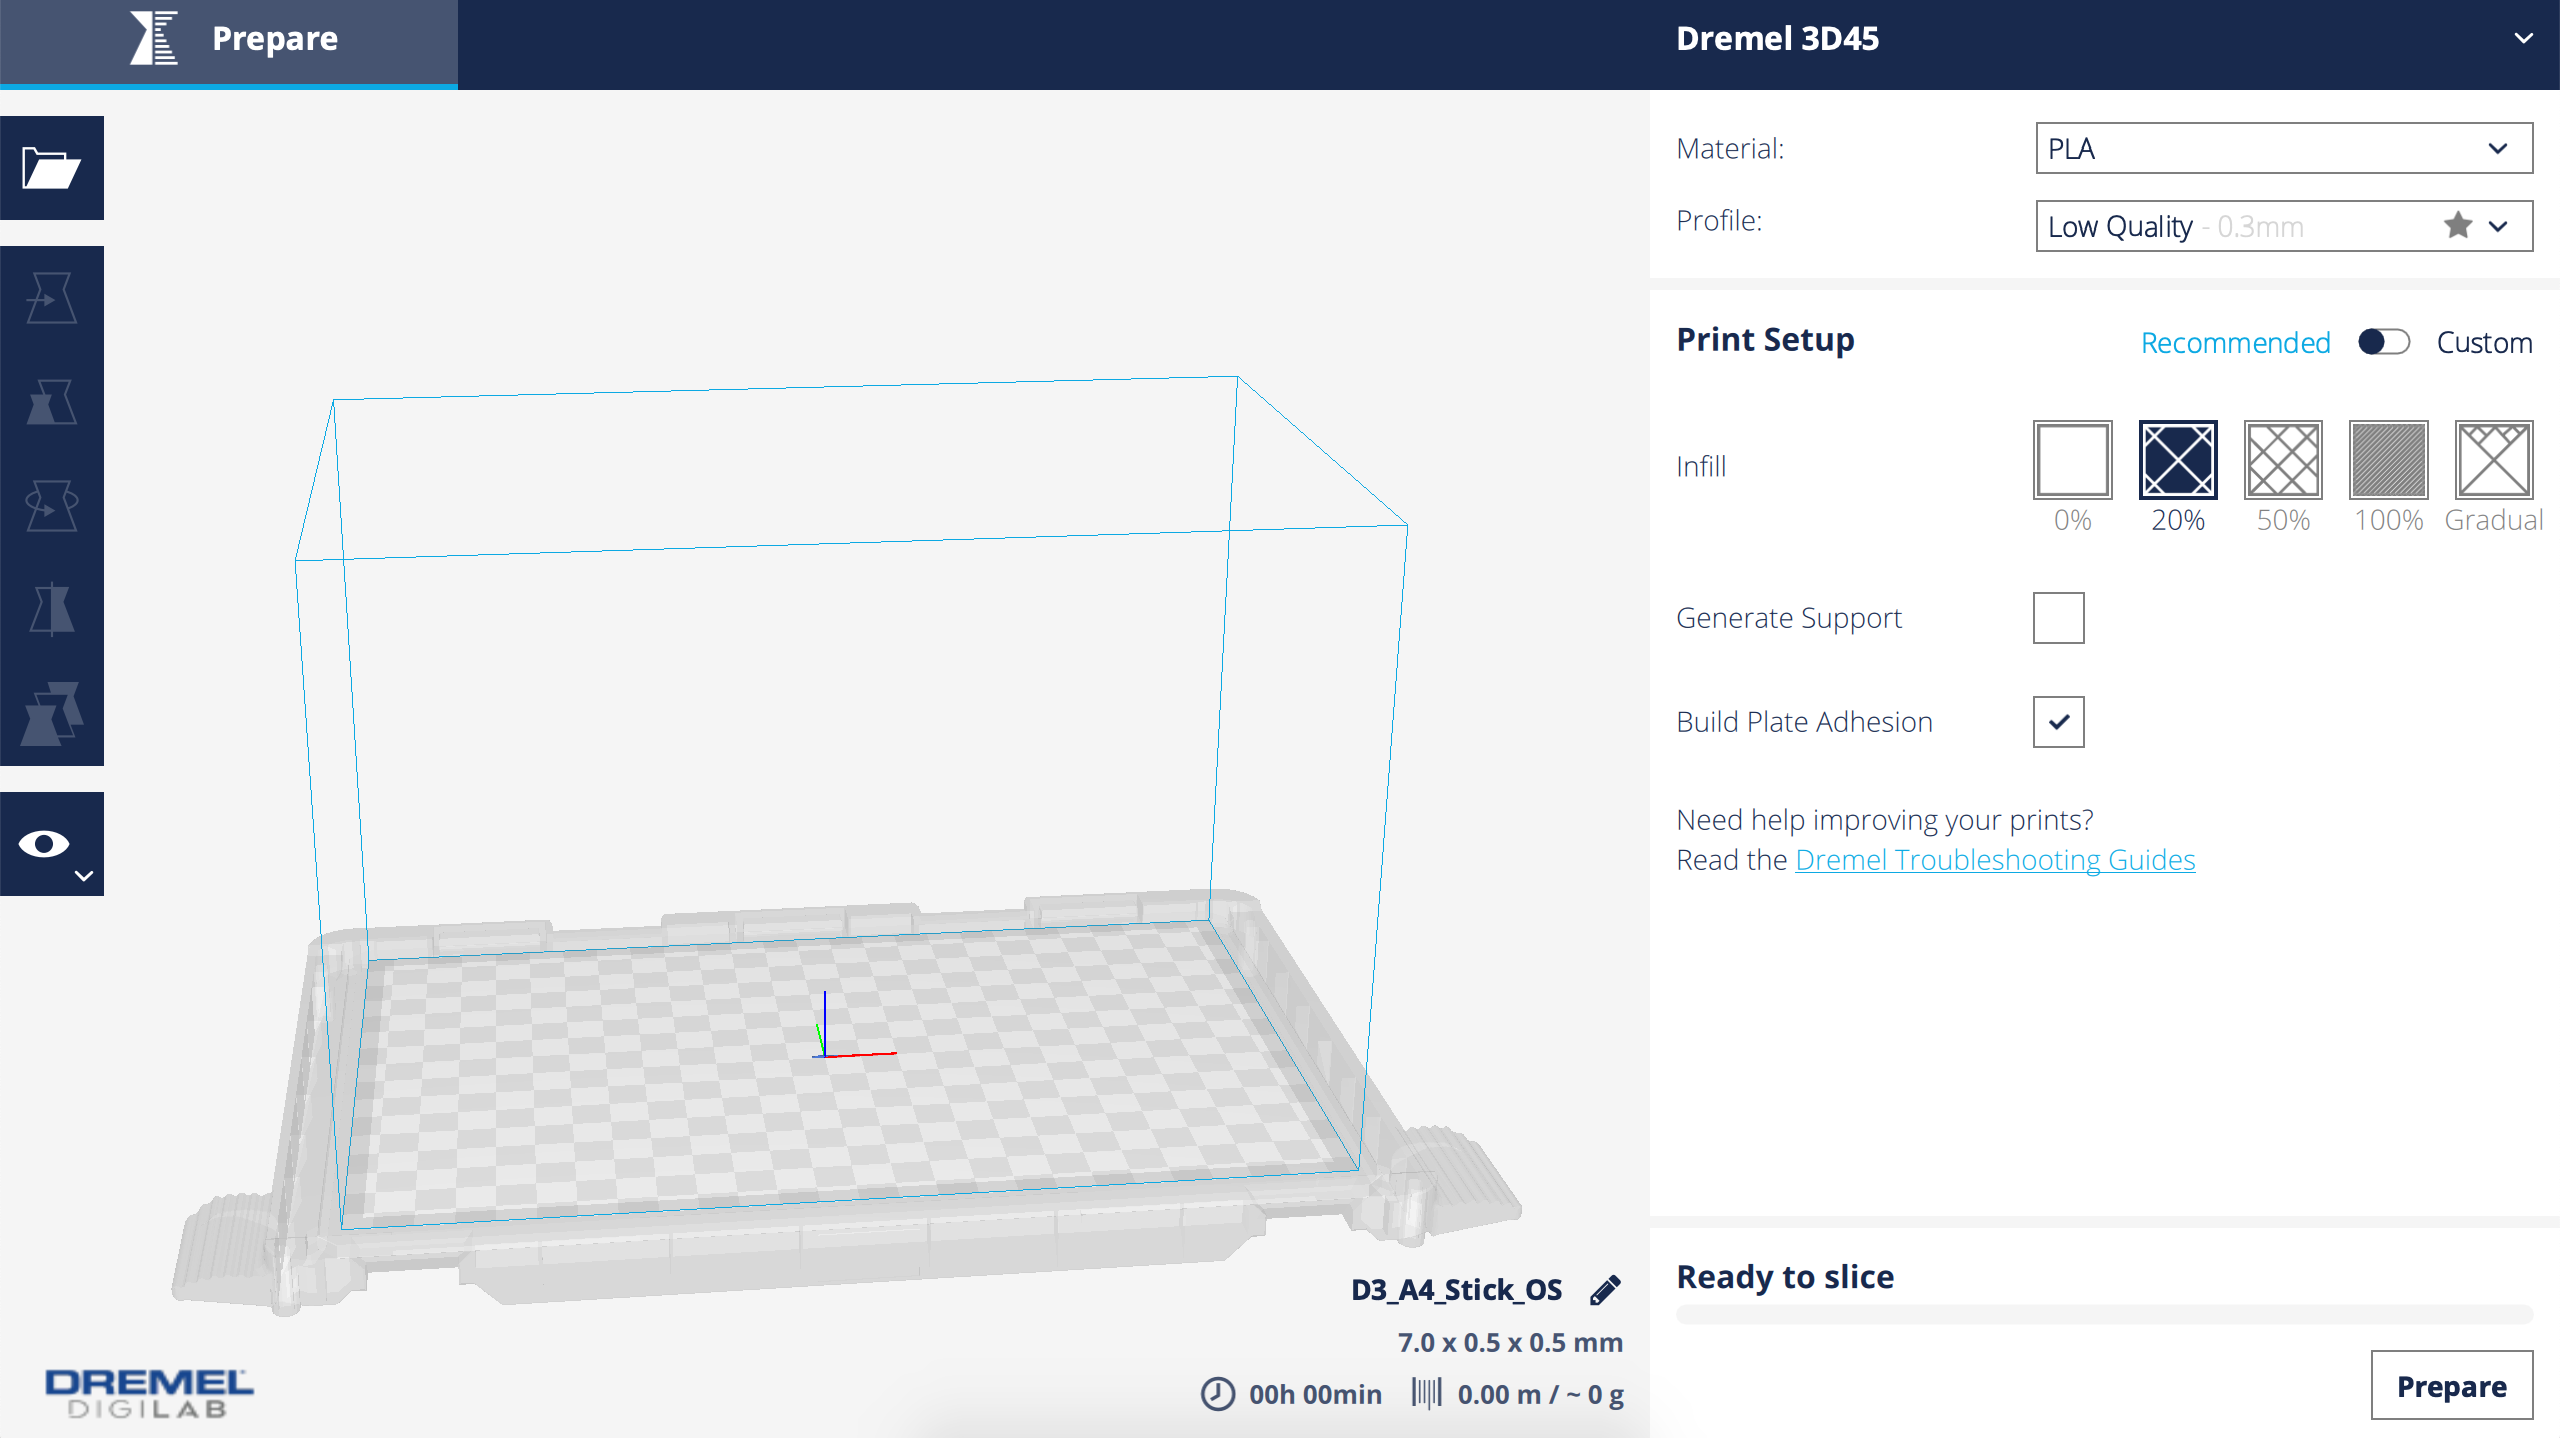 Prepare
Dremel 3D45
Material:
PLA
Profile:
Low Quality - 0.3mm
Print Setup
Recommended
Custom
Infill
0%
20%
50%
100%
Gradual
Generate Support
Build Plate Adhesion
Need help improving your prints?
Read the Dremel Troubleshooting Guides
D3_A4_Stick_OS
7.0 x 0.5 x 0.5 mm
00h 00min
0.00 m / ~ 0 g
DREMEL
DIGILAB
Ready to slice
Prepare